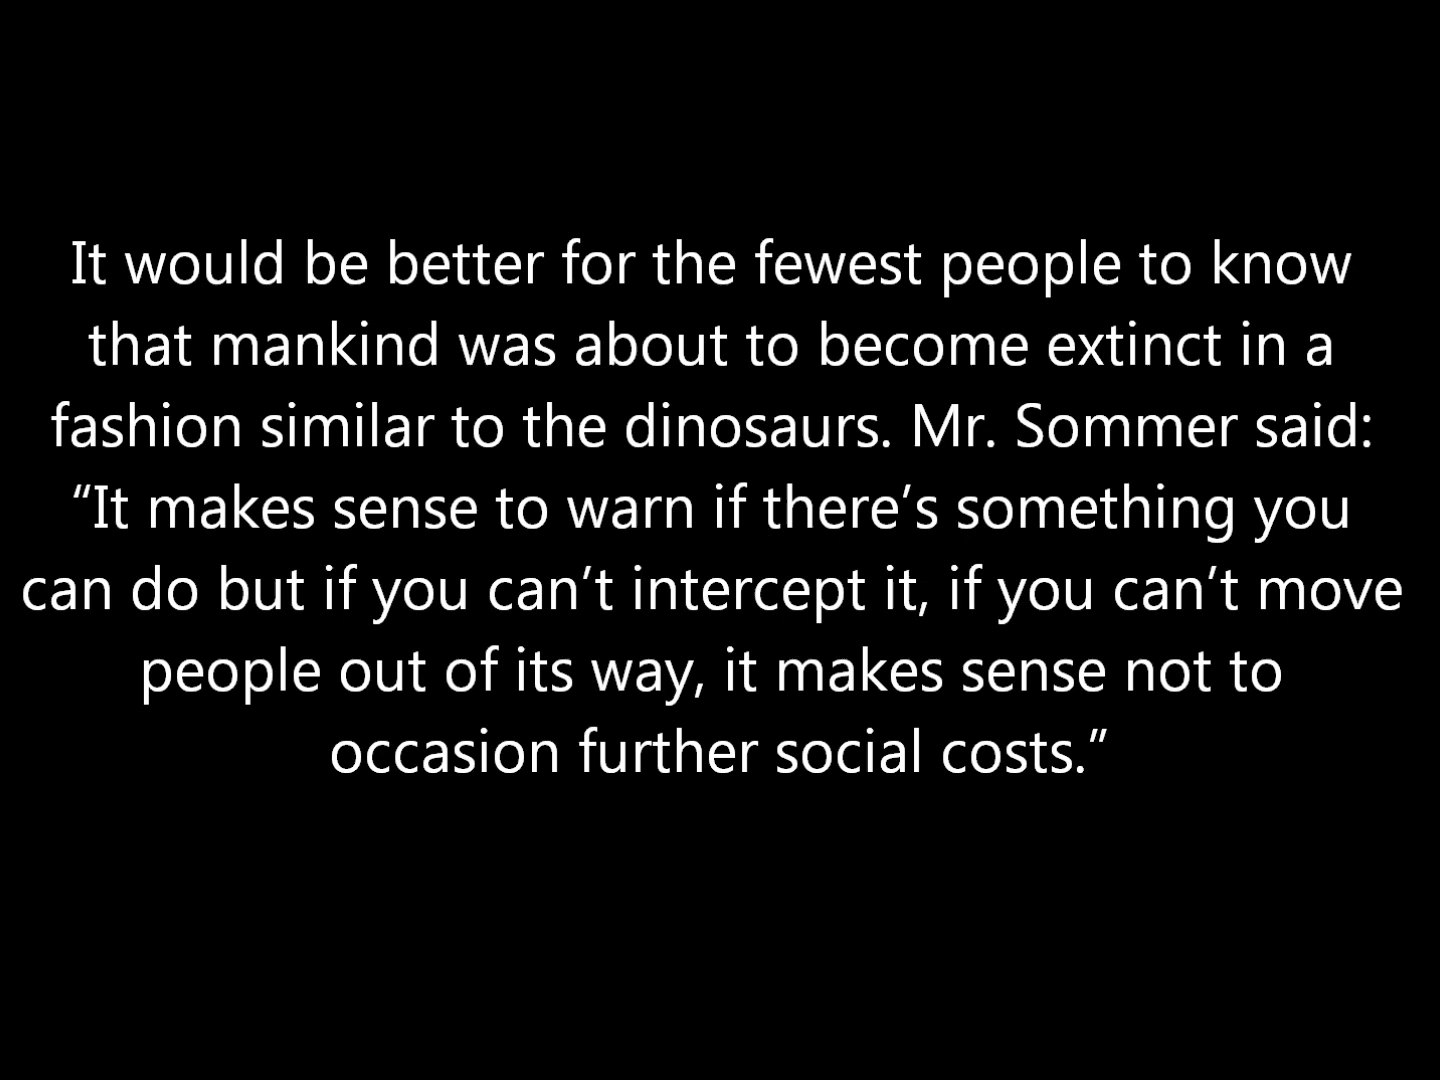 It would be better for the fewest people to know
that mankind was about to become extinct in a
fashion similar to the dinosaurs. Mr. Sommer said:
“It makes sense to warn if there’s something you
can do but if you can’t intercept it, if you can’t move
people out of its way, it makes sense not to
occasion further social costs.”